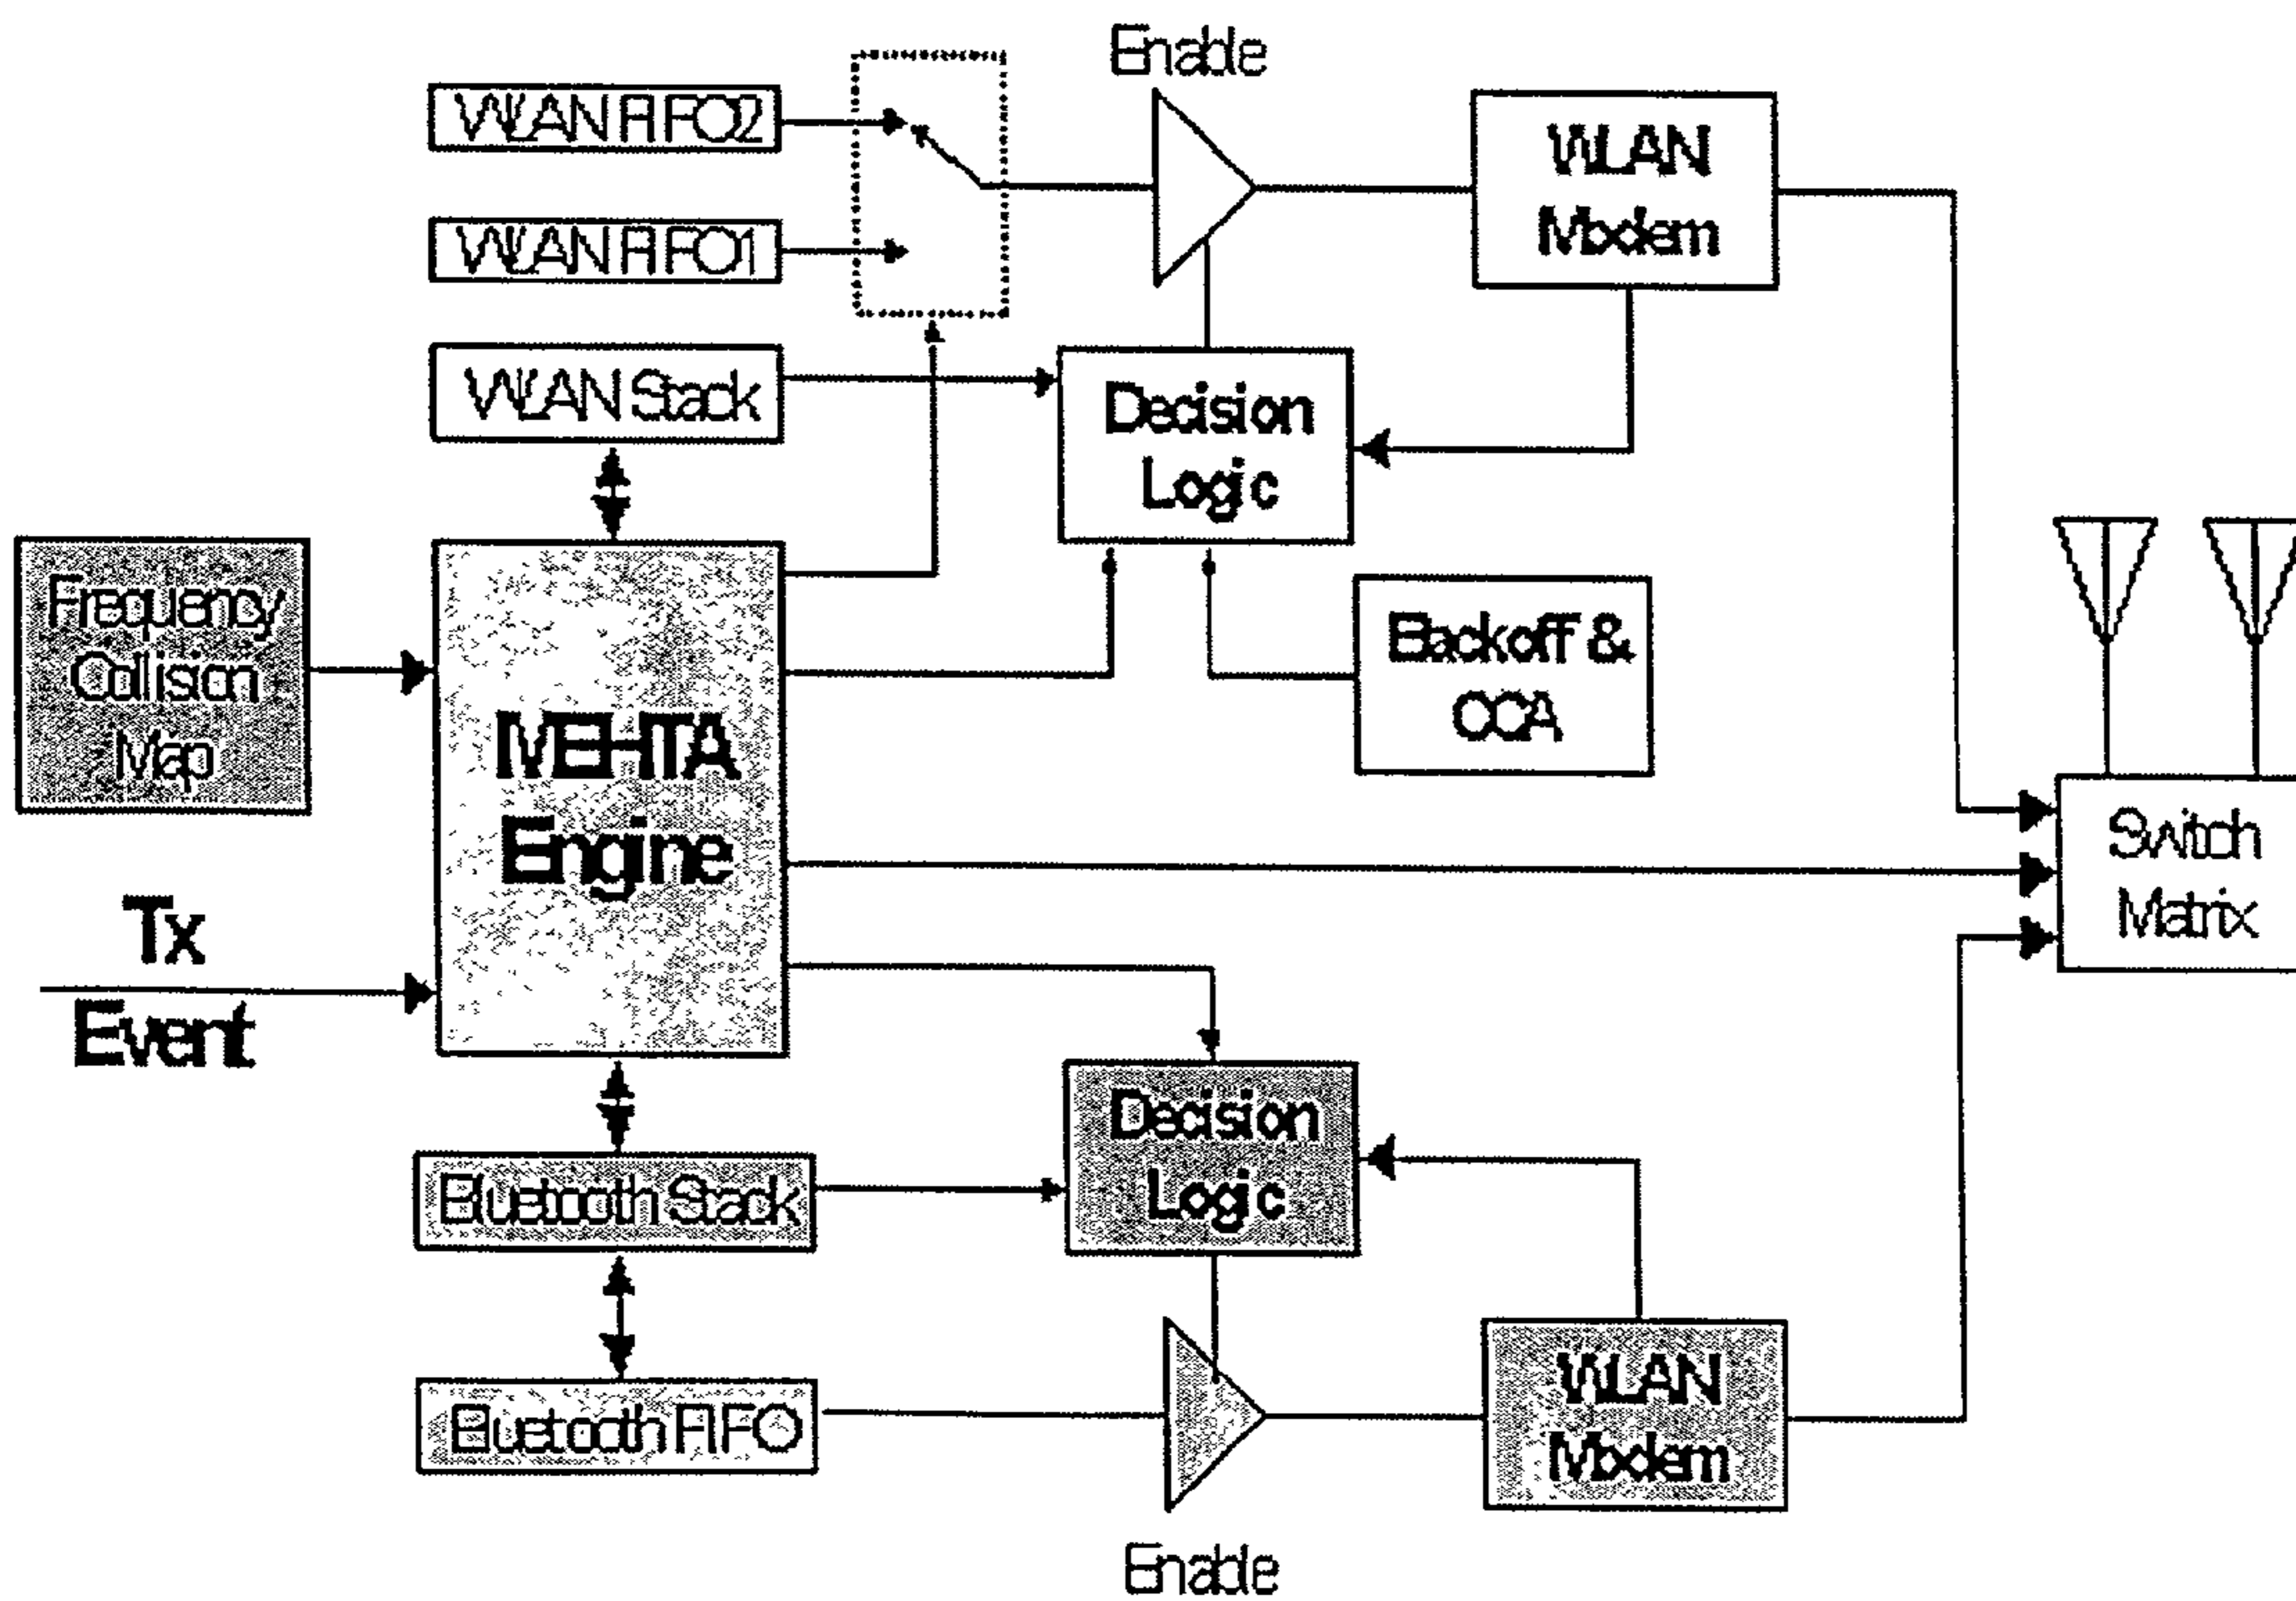 Enable
WLAN FIFO2
WLAN
Modem
WLAN FIFO1
WLAN Stack
Decision
Logic
Frequency
Collision
Map
Backoff &
CCA
MEHTA
Engine
Switch
Matrix
Tx
Event
Decision
Logic
Bluetooth Stack
WLAN
Modem
Bluetooth FIFO
Enable